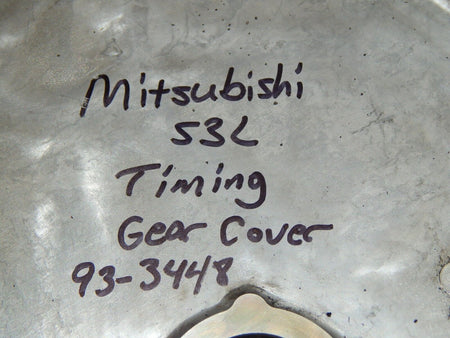 Mitsubishi
S3L
Timing
Gear Cover
93-3448